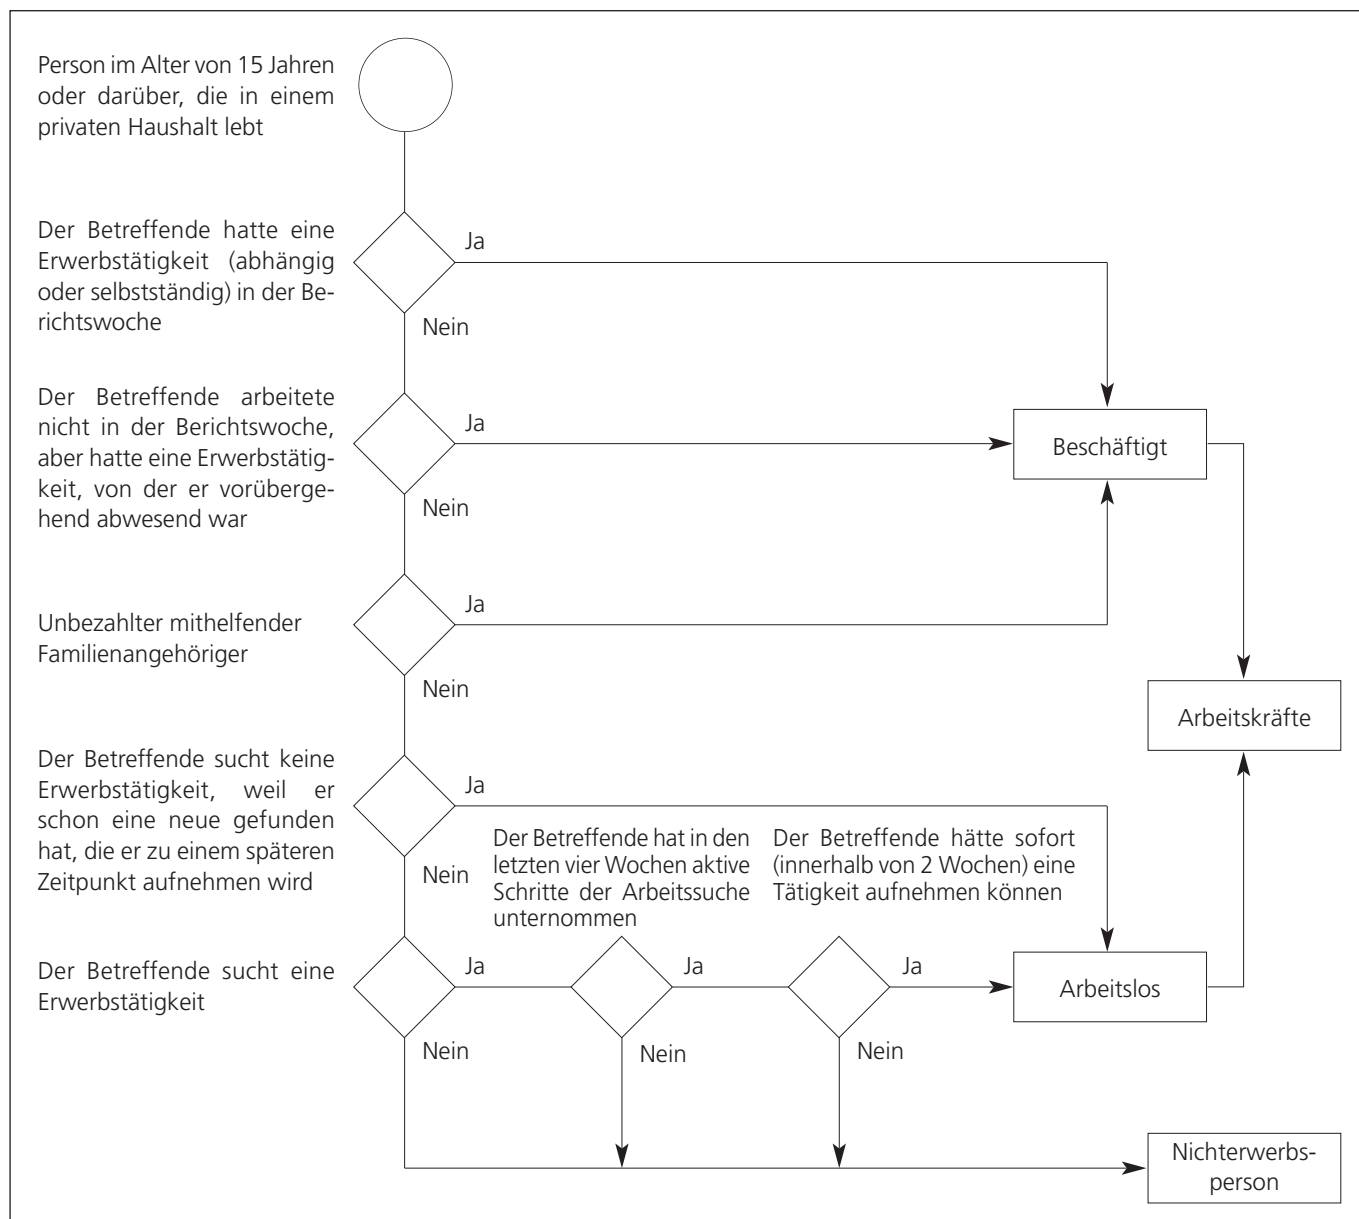 Person im Alter von 15 Jahren
oder darüber, die in einem
privaten Haushalt lebt
Der Betreffende hatte eine
Erwerbstätigkeit (abhängig
oder selbstständig) in der Be-
richtswoche
Ja
Nein
Der Betreffende arbeitete
nicht in der Berichtswoche,
aber hatte eine Erwerbstätig-
keit, von der er vorüberge-
hend abwesend war
Ja
Nein
Beschäftigt
Unbezahlter mithelfender
Familienangehöriger
Ja
Nein
Arbeitskräfte
Der Betreffende sucht keine
Erwerbstätigkeit, weil er
schon eine neue gefunden
hat, die er zu einem späteren
Zeitpunkt aufnehmen wird
Ja
Nein
Der Betreffende hat in den
letzten vier Wochen aktive
Schritte der Arbeitssuche
unternommen
Der Betreffende hätte sofort
(innerhalb von 2 Wochen) eine
Tätigkeit aufnehmen können
Der Betreffende sucht eine
Erwerbstätigkeit
Ja
Ja
Ja
Arbeitslos
Nein
Nein
Nein
Nichterwerbs-
person